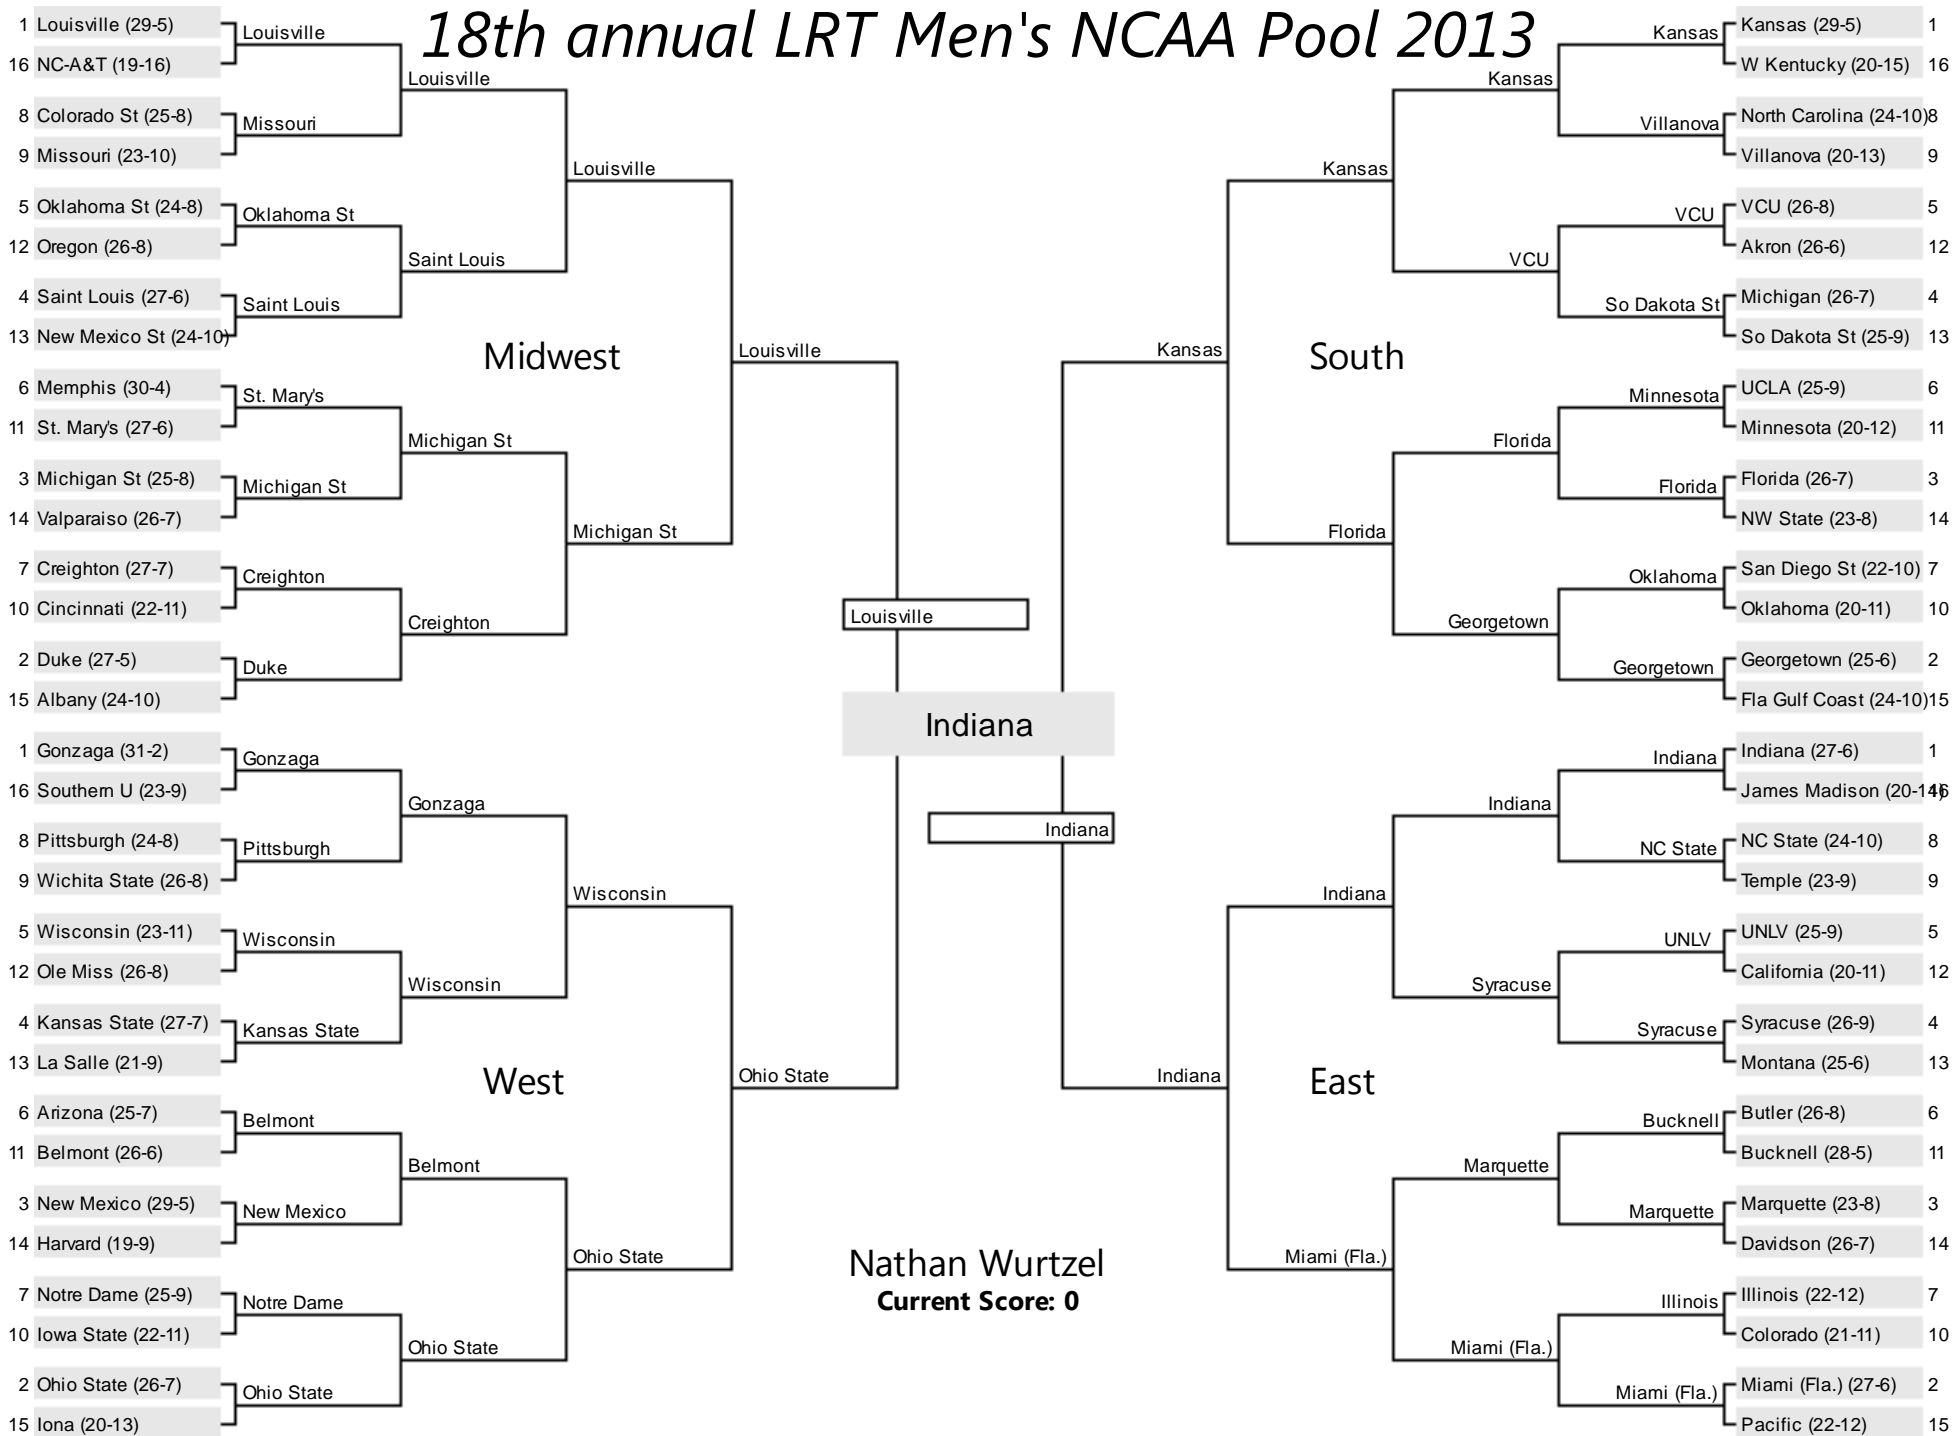 18th annual LRT Men's NCAA Pool 2013
1 Louisville (29-5)
16 NC-A&T (19-16)
8 Colorado St (25-8)
9 Missouri (23-10)
5 Oklahoma St (24-8)
12 Oregon (26-8)
4 Saint Louis (27-6)
13 New Mexico St (24-10)
6 Memphis (30-4)
11 St. Mary's (27-6)
3 Michigan St (25-8)
14 Valparaiso (26-7)
7 Creighton (27-7)
10 Cincinnati (22-11)
2 Duke (27-5)
15 Albany (24-10)
Louisville
Missouri
Oklahoma St
Saint Louis
St. Mary's
Michigan St
Creighton
Duke
Louisville
Saint Louis
Michigan St
Creighton
Louisville
Michigan St
Midwest
Louisville
1 Gonzaga (31-2)
16 Southern U (23-9)
8 Pittsburgh (24-8)
9 Wichita State (26-8)
5 Wisconsin (23-11)
12 Ole Miss (26-8)
4 Kansas State (27-7)
13 La Salle (21-9)
6 Arizona (25-7)
11 Belmont (26-6)
3 New Mexico (29-5)
14 Harvard (19-9)
7 Notre Dame (25-9)
10 Iowa State (22-11)
2 Ohio State (26-7)
15 Iona (20-13)
Gonzaga
Pittsburgh
Wisconsin
Kansas State
Belmont
New Mexico
Notre Dame
Ohio State
Gonzaga
Wisconsin
Belmont
Ohio State
Wisconsin
Ohio State
West
Ohio State
Louisville
Indiana
Indiana
Nathan Wurtzel
Current Score: 0
Kansas (29-5) 1
W Kentucky (20-15) 16
North Carolina (24-10) 8
Villanova (20-13) 9
VCU (26-8) 5
Akron (26-6) 12
Michigan (26-7) 4
So Dakota St (25-9) 13
UCLA (25-9) 6
Minnesota (20-12) 11
Florida (26-7) 3
NW State (23-8) 14
San Diego St (22-10) 7
Oklahoma (20-11) 10
Georgetown (25-6) 2
Fla Gulf Coast (24-10) 15
Kansas
Villanova
VCU
So Dakota St
Minnesota
Florida
Oklahoma
Georgetown
Kansas
VCU
Florida
Georgetown
Kansas
Florida
South
Kansas
Indiana (27-6) 1
James Madison (20-14) 16
NC State (24-10) 8
Temple (23-9) 9
UNLV (25-9) 5
California (20-11) 12
Syracuse (26-9) 4
Montana (25-6) 13
Butler (26-8) 6
Bucknell (28-5) 11
Marquette (23-8) 3
Davidson (26-7) 14
Illinois (22-12) 7
Colorado (21-11) 10
Miami (Fla.) (27-6) 2
Pacific (22-12) 15
Indiana
NC State
UNLV
Syracuse
Bucknell
Marquette
Illinois
Miami (Fla.)
Indiana
Syracuse
Marquette
Miami (Fla.)
Indiana
Miami (Fla.)
East
Indiana